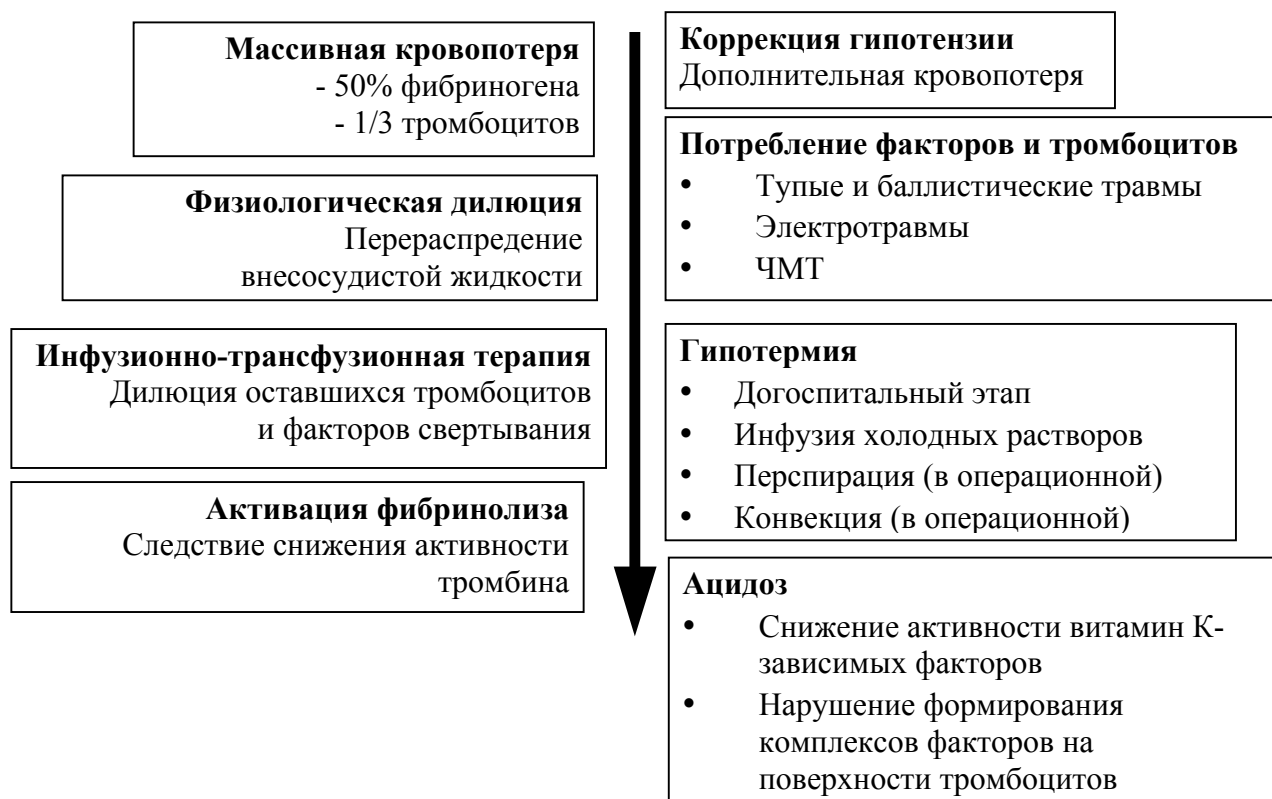 Массивная кровопотеря
- 50% фибриногена
- 1/3 тромбоцитов
Физиологическая дилюция
Перераспредение
внесосудистой жидкости
Инфузионно-трансфузионная терапия
Дилюция оставшихся тромбоцитов
и факторов свертывания
Активация фибринолиза
Следствие снижения активности
тромбина
Коррекция гипотензии
Дополнительная кровопотеря
Потребление факторов и тромбоцитов
• Тупые и баллистические травмы
• Электротравмы
• ЧМТ
Гипотермия
• Догоспитальный этап
• Инфузия холодных растворов
• Перспирация (в операционной)
• Конвекция (в операционной)
Ацидоз
• Снижение активности витамин К-
зависимых факторов
• Нарушение формирования
комплексов факторов на
поверхности тромбоцитов